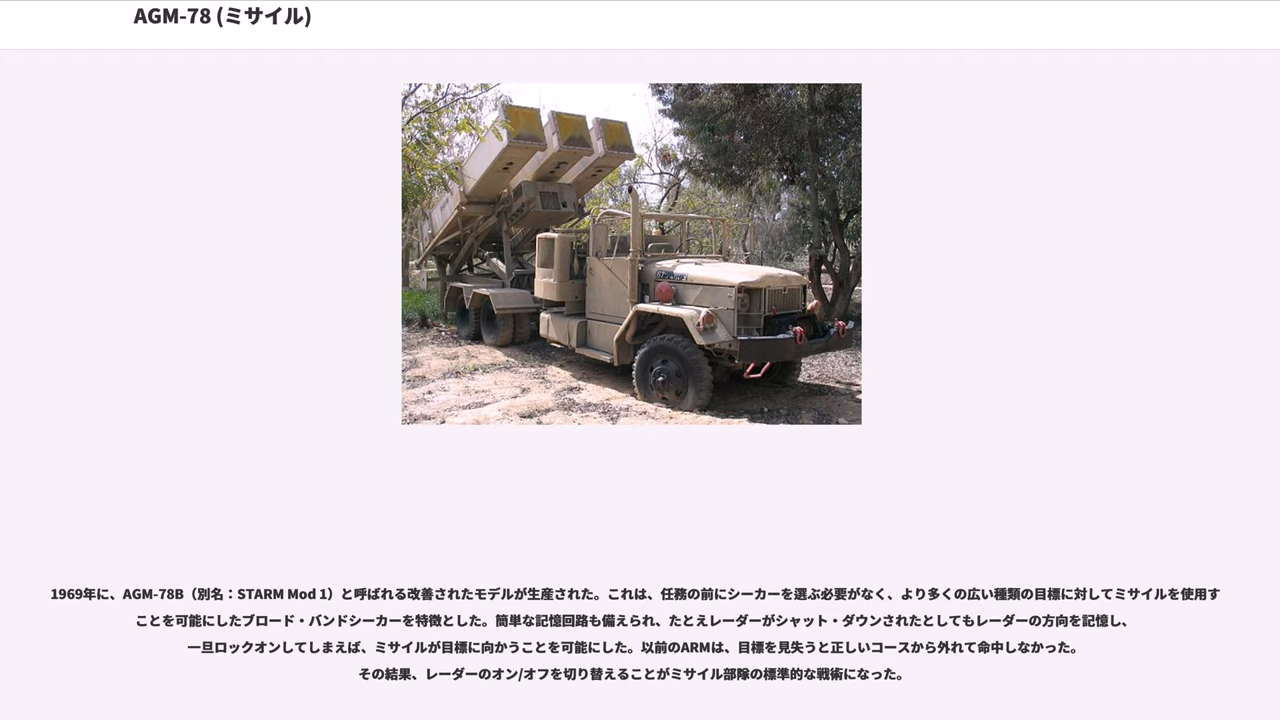 AGM-78 (ミサイル)
1969年に、AGM-78B（別名：STARM Mod 1）と呼ばれる改善されたモデルが生産された。これは、任務の前にシーカーを選ぶ必要がなく、より多くの広い種類の目標に対してミサイルを使用す
ことを可能にしたブロード・バンドシーカーを特徴とした。簡単な記憶回路も備えられ、たとえレーダーがシャット・ダウンされたとしてもレーダーの方向を記憶し、
一旦ロックオンしてしまえば、ミサイルが目標に向かうことを可能にした。以前のARMは、目標を見失うと正しいコースから外れて命中しなかった。
その結果、レーダーのオン/オフを切り替えることがミサイル部隊の標準的な戦術になった。